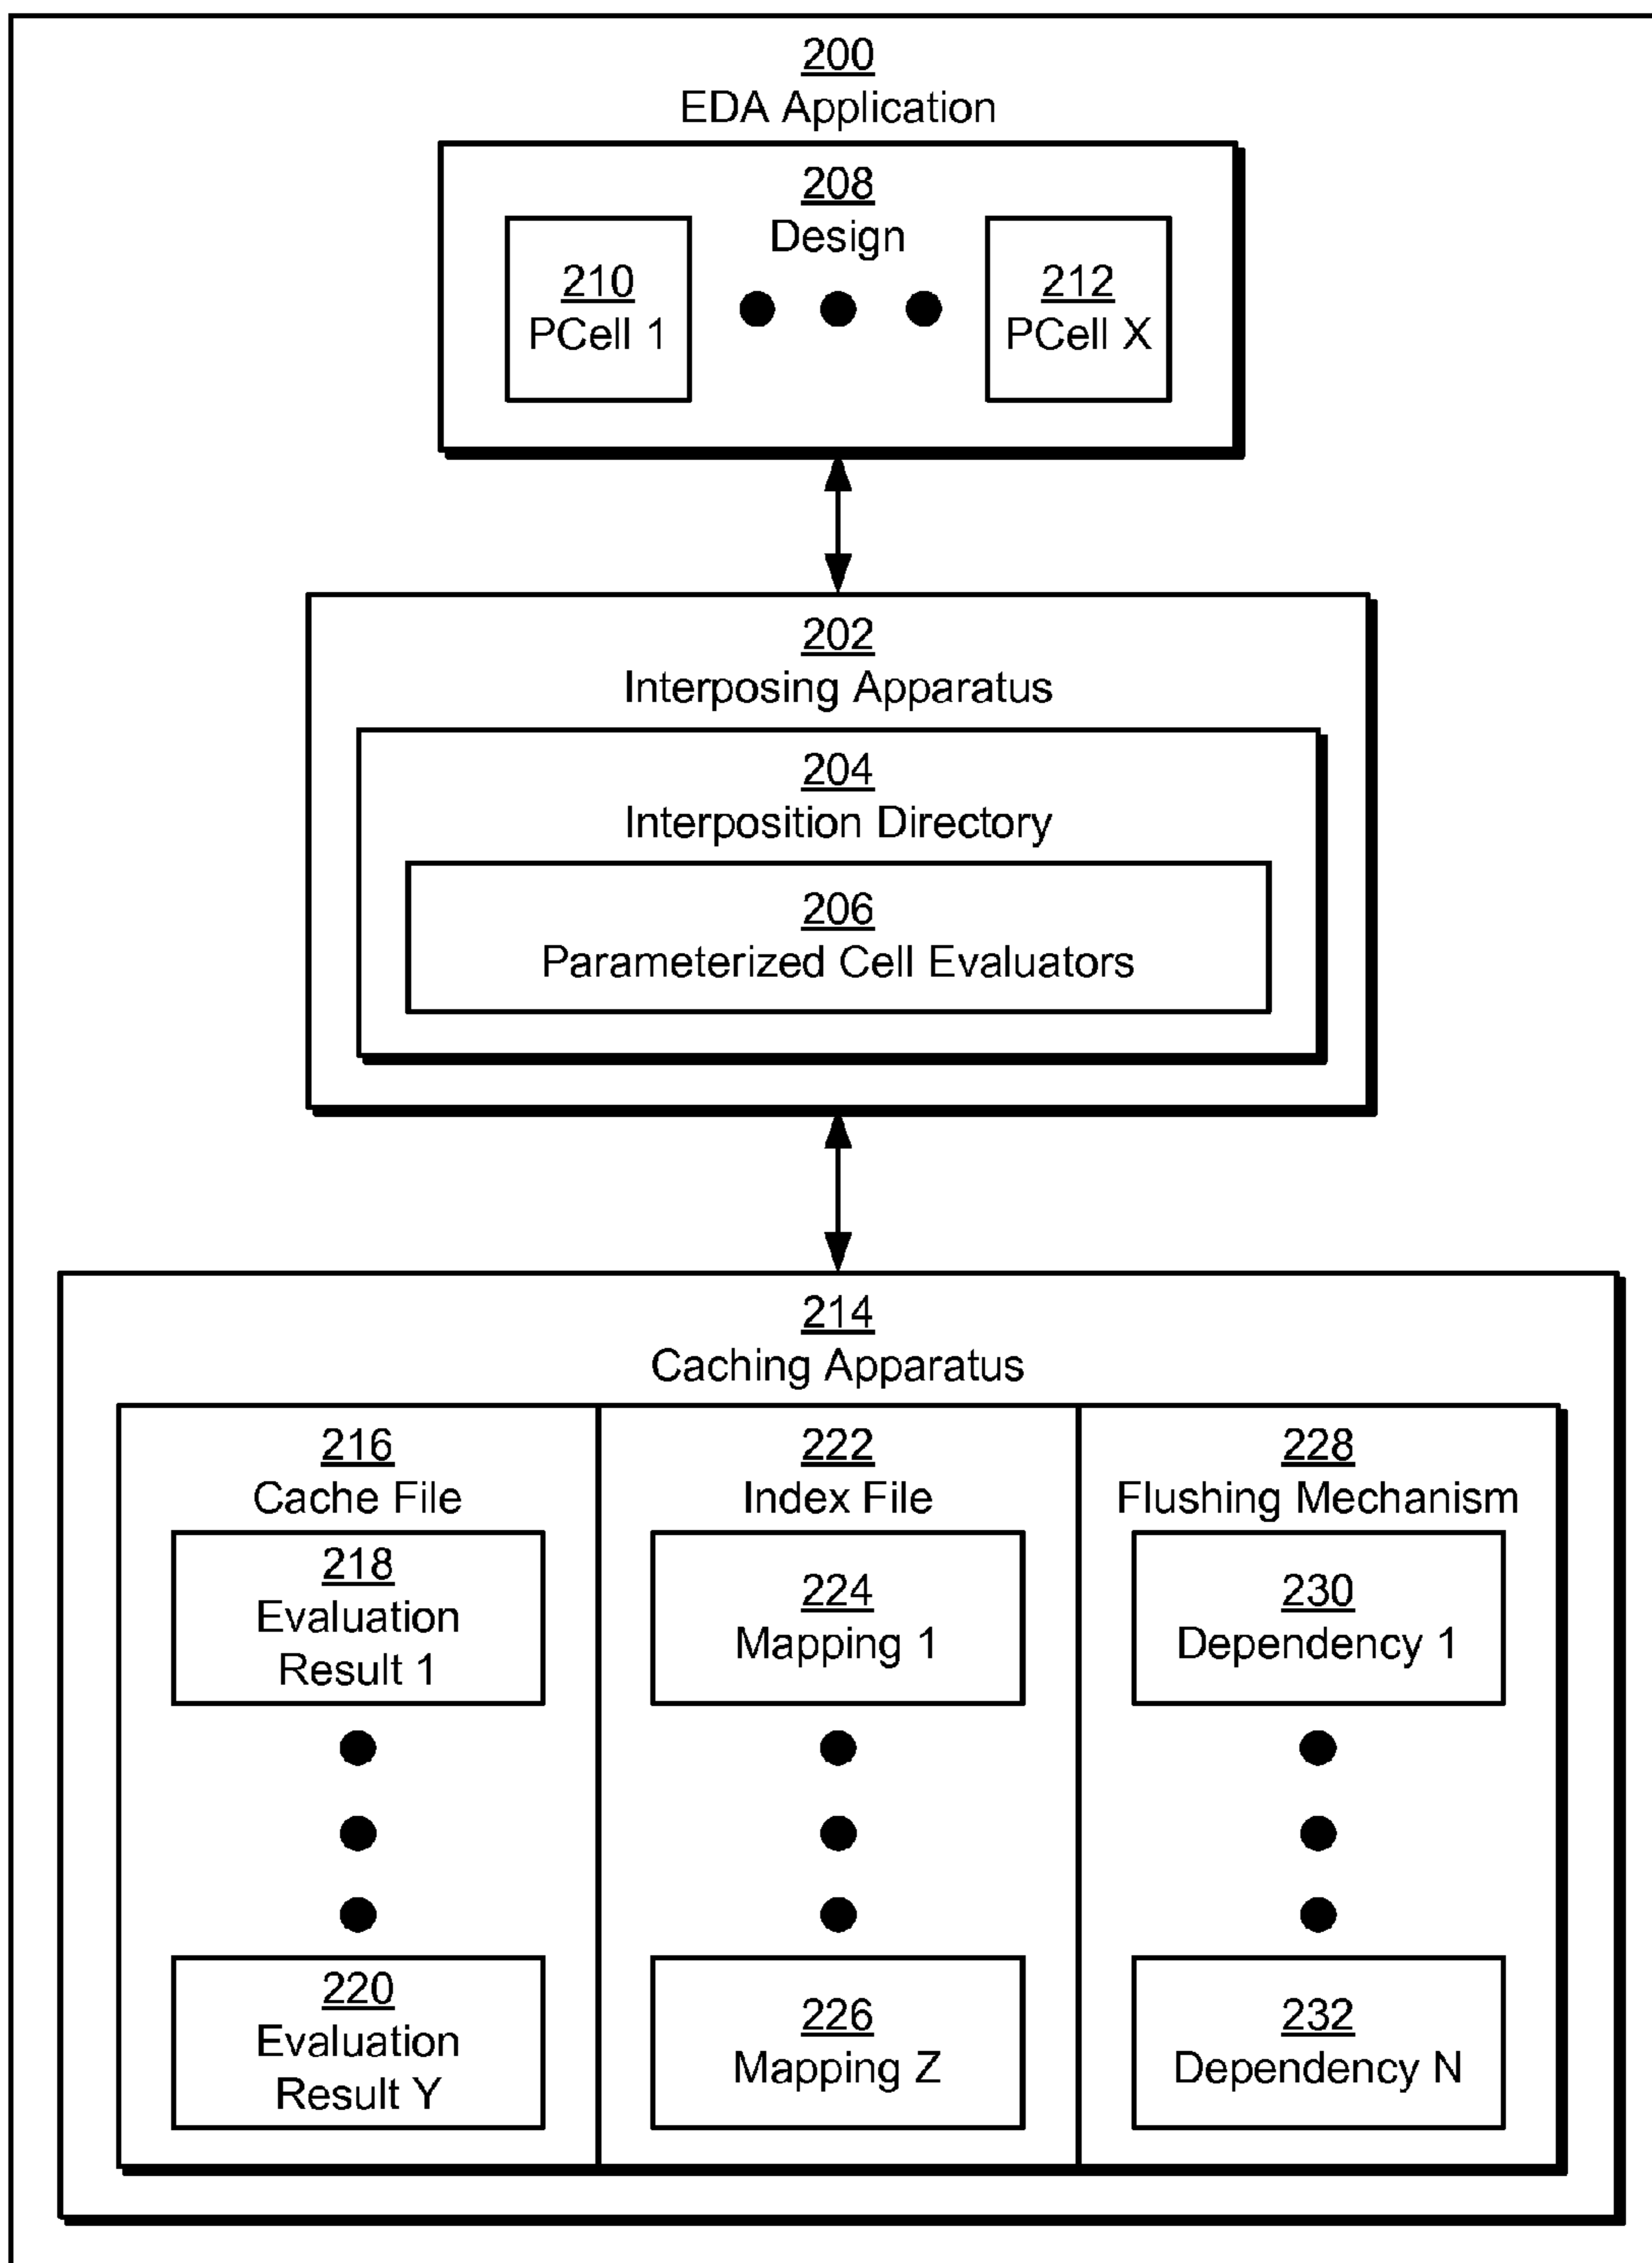 200
EDA Application
208
Design
210
PCell 1
212
PCell X
202
Interposing Apparatus
204
Interposition Directory
206
Parameterized Cell Evaluators
214
Caching Apparatus
216
Cache File
218
Evaluation
Result 1
220
Evaluation
Result Y
222
Index File
224
Mapping 1
226
Mapping Z
228
Flushing Mechanism
230
Dependency 1
232
Dependency N